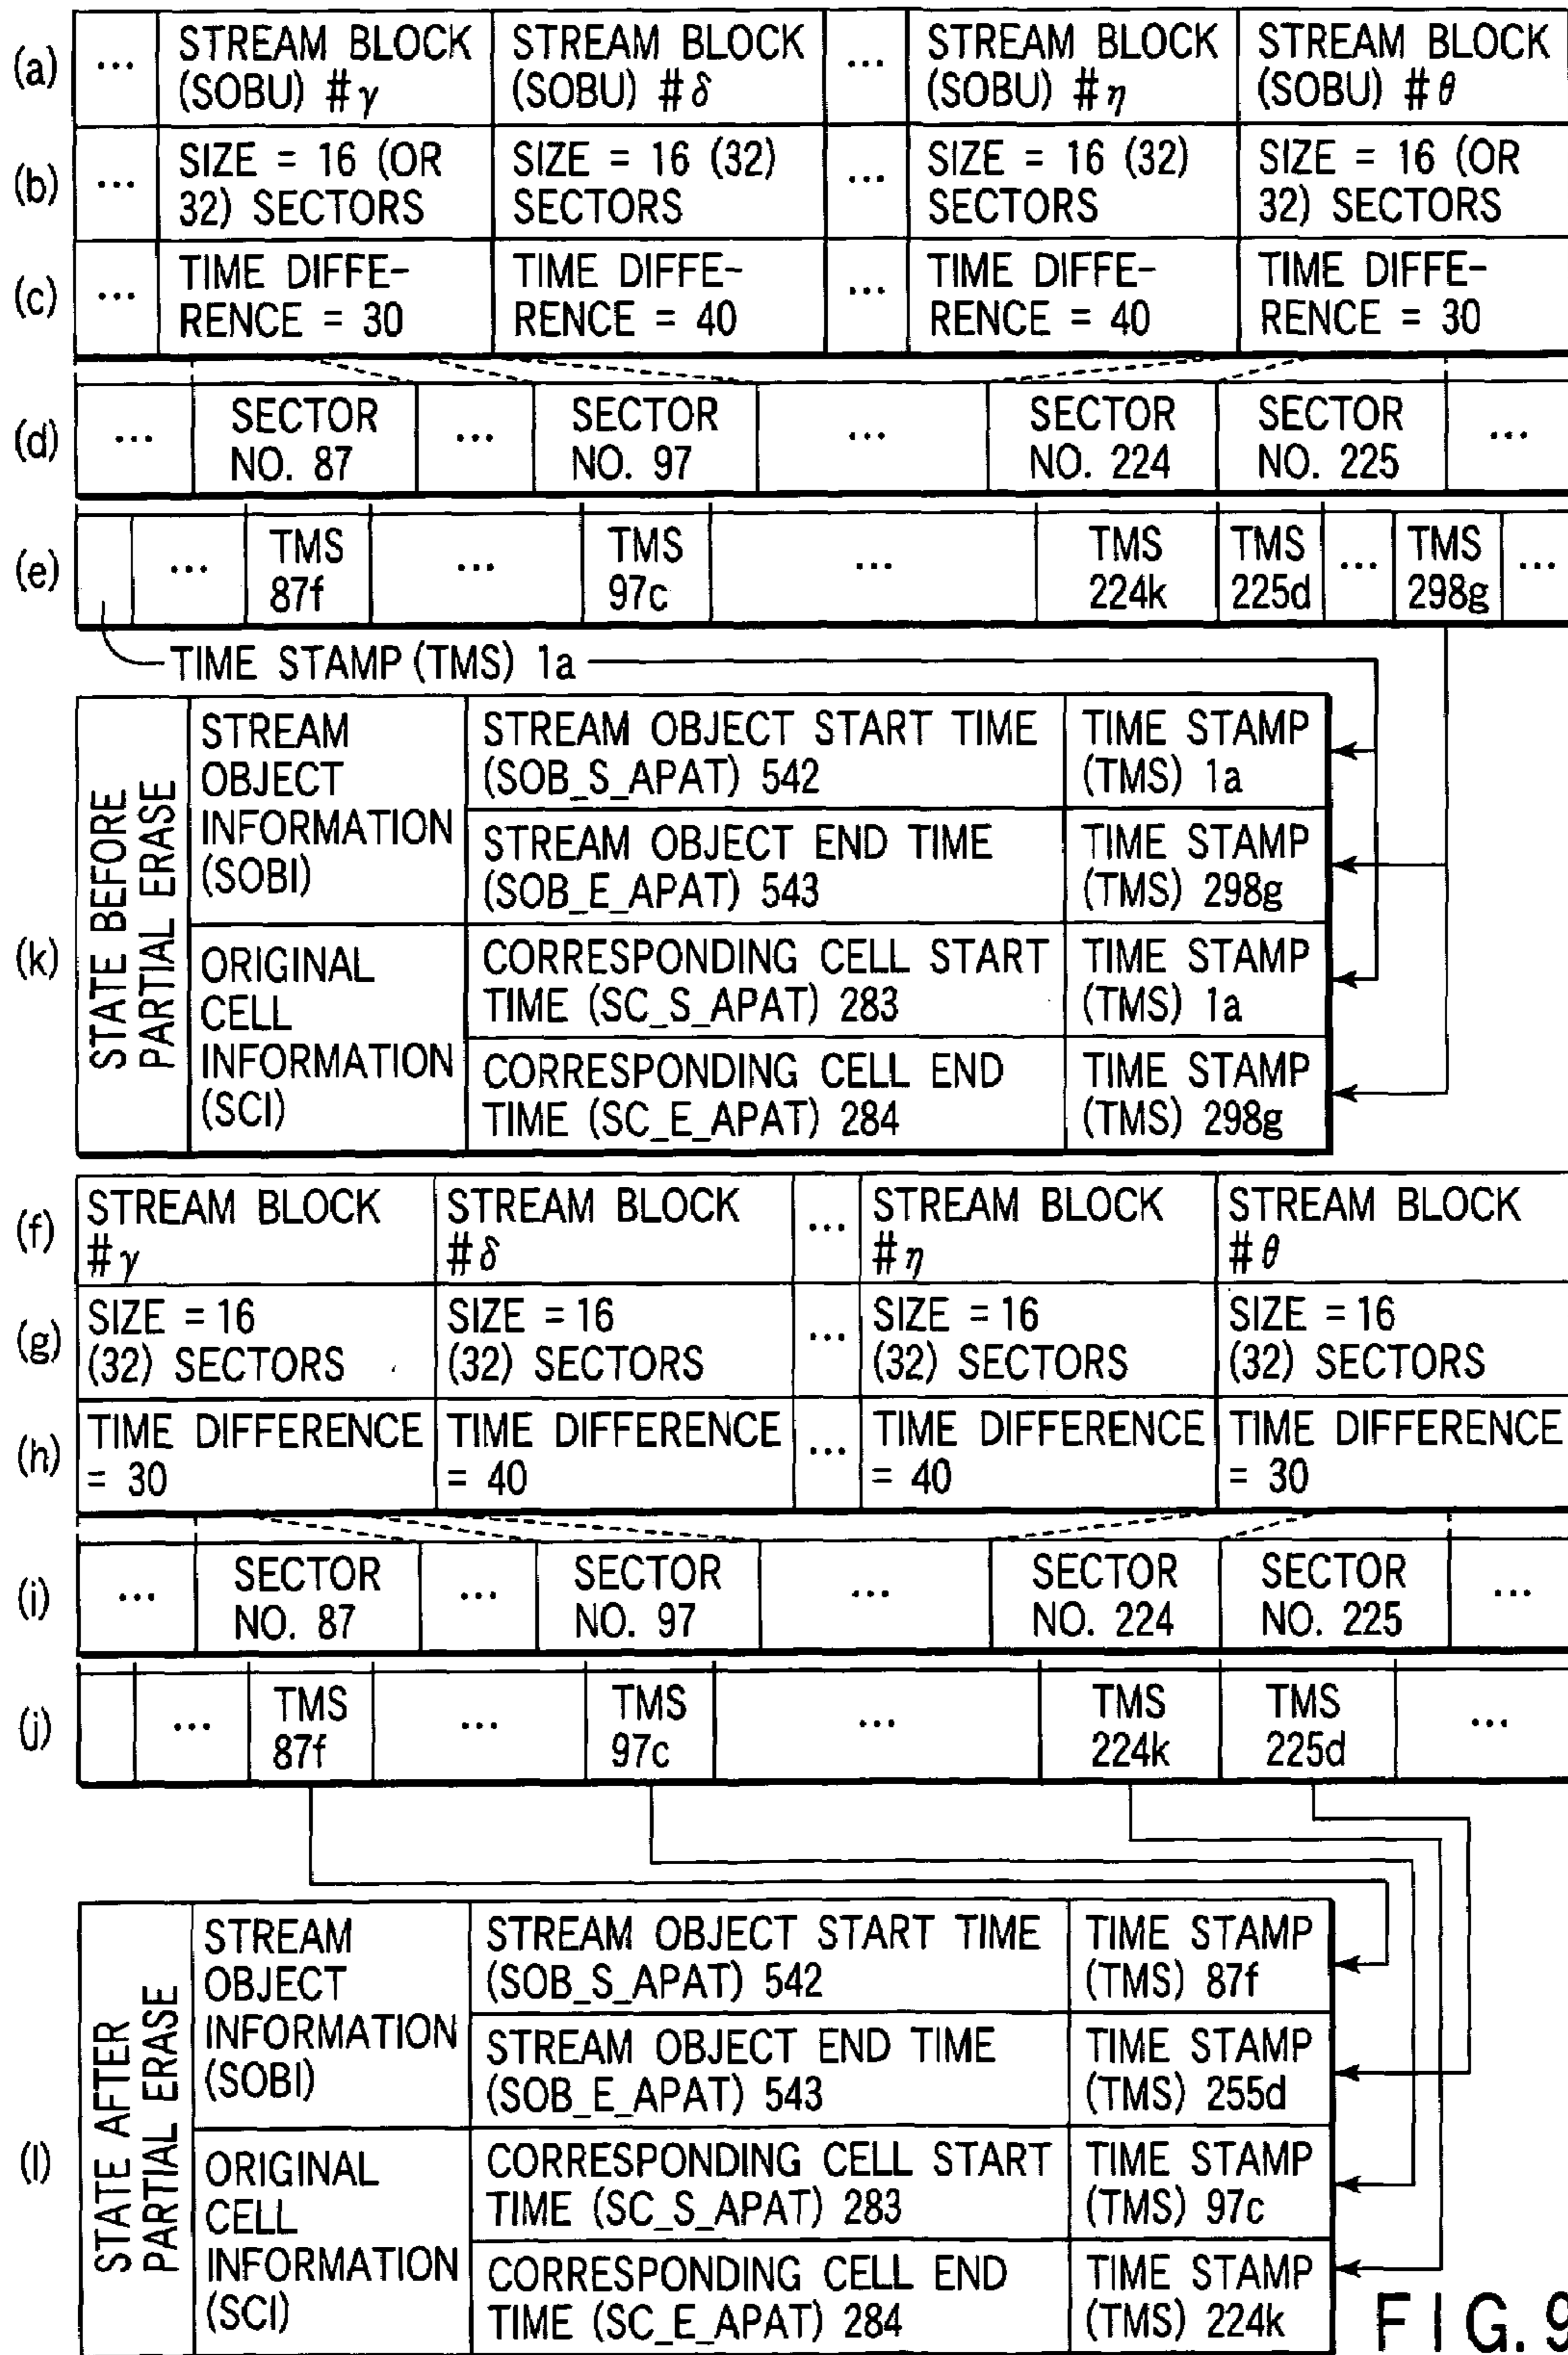 (a) ... STREAM BLOCK (SOBU) #γ STREAM BLOCK (SOBU) #δ ... STREAM BLOCK (SOBU) #η STREAM BLOCK (SOBU) #θ
(b) ... SIZE = 16 (OR 32) SECTORS SIZE = 16 (32) SECTORS ... SIZE = 16 (32) SECTORS SIZE = 16 (OR 32) SECTORS
(c) ... TIME DIFFE-RENCE = 30 TIME DIFFE-RENCE = 40 ... TIME DIFFE-RENCE = 40 TIME DIFFE-RENCE = 30
(d) ... SECTOR NO. 87 ... SECTOR NO. 97 ... SECTOR NO. 224 SECTOR NO. 225 ...
(e) ... TMS 87f ... TMS 97c ... TMS 224k TMS 225d ... TMS 298g ...
TIME STAMP (TMS) 1a
(k) STATE BEFORE PARTIAL ERASE
STREAM OBJECT INFORMATION (SOBI)
STREAM OBJECT START TIME (SOB_S_APAT) 542 TIME STAMP (TMS) 1a
STREAM OBJECT END TIME (SOB_E_APAT) 543 TIME STAMP (TMS) 298g
ORIGINAL CELL INFORMATION (SCI)
CORRESPONDING CELL START TIME (SC_S_APAT) 283 TIME STAMP (TMS) 1a
CORRESPONDING CELL END TIME (SC_E_APAT) 284 TIME STAMP (TMS) 298g
(f) STREAM BLOCK #γ STREAM BLOCK #δ ... STREAM BLOCK #η STREAM BLOCK #θ
(g) SIZE = 16 (32) SECTORS SIZE = 16 (32) SECTORS ... SIZE = 16 (32) SECTORS SIZE = 16 (32) SECTORS
(h) TIME DIFFERENCE = 30 TIME DIFFERENCE = 40 ... TIME DIFFERENCE = 40 TIME DIFFERENCE = 30
(i) ... SECTOR NO. 87 ... SECTOR NO. 97 ... SECTOR NO. 224 SECTOR NO. 225 ...
(j) ... TMS 87f ... TMS 97c ... TMS 224k TMS 225d ...
(l) STATE AFTER PARTIAL ERASE
STREAM OBJECT INFORMATION (SOBI)
STREAM OBJECT START TIME (SOB_S_APAT) 542 TIME STAMP (TMS) 87f
STREAM OBJECT END TIME (SOB_E_APAT) 543 TIME STAMP (TMS) 255d
ORIGINAL CELL INFORMATION (SCI)
CORRESPONDING CELL START TIME (SC_S_APAT) 283 TIME STAMP (TMS) 97c
CORRESPONDING CELL END TIME (SC_E_APAT) 284 TIME STAMP (TMS) 224k
FIG. 9